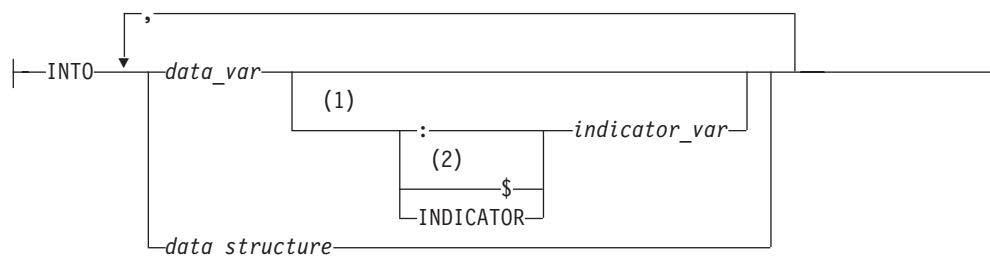 ,
INTO data_var
(1)
: indicator_var
(2)
$
INDICATOR
data structure